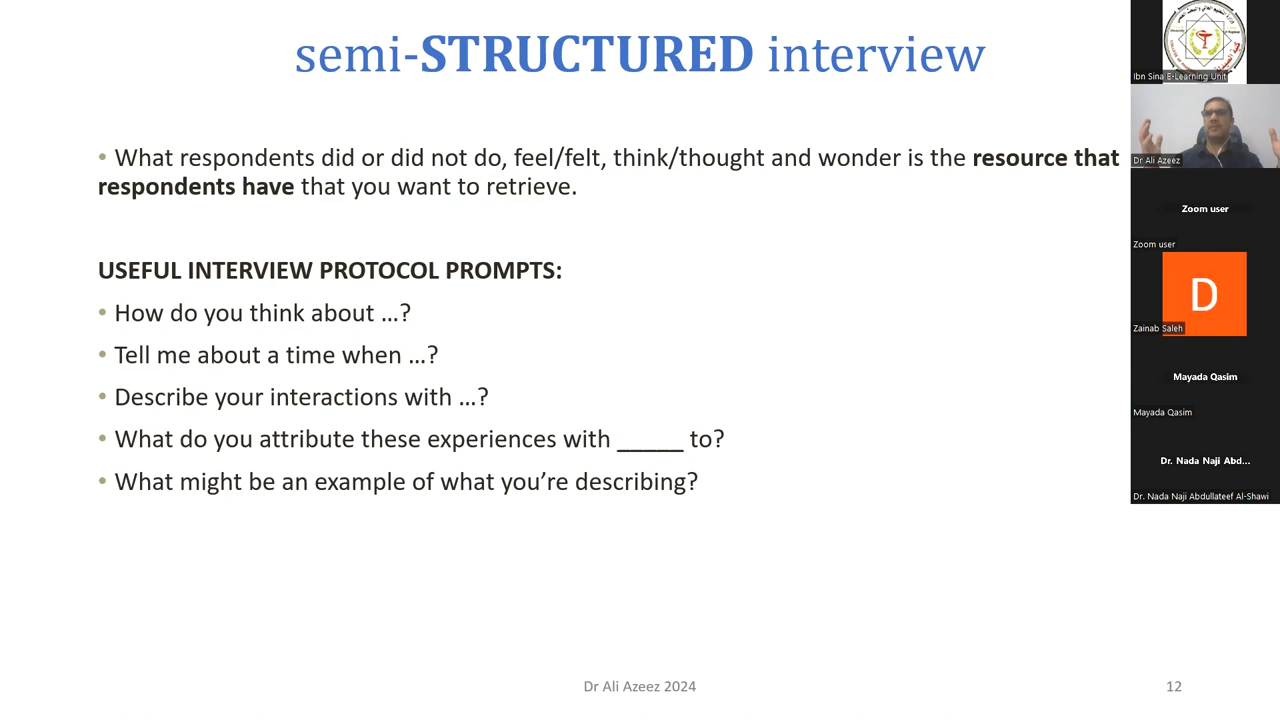 semi-STRUCTURED interview
• What respondents did or did not do, feel/felt, think/thought and wonder is the resource that
respondents have that you want to retrieve.
USEFUL INTERVIEW PROTOCOL PROMPTS:
• How do you think about ...?
• Tell me about a time when ...?
• Describe your interactions with ...?
• What do you attribute these experiences with _____ to?
• What might be an example of what you’re describing?
Dr Ali Azeez 2024
12
Ibn Sina E-Learning Unit
Dr Ali Azeez
Zoom user
Zoom user
D
Zainab Saleh
Mayada Qasim
Mayada Qasim
Dr. Nada Naji Abd...
Dr. Nada Naji Abdullateef Al-Shawi